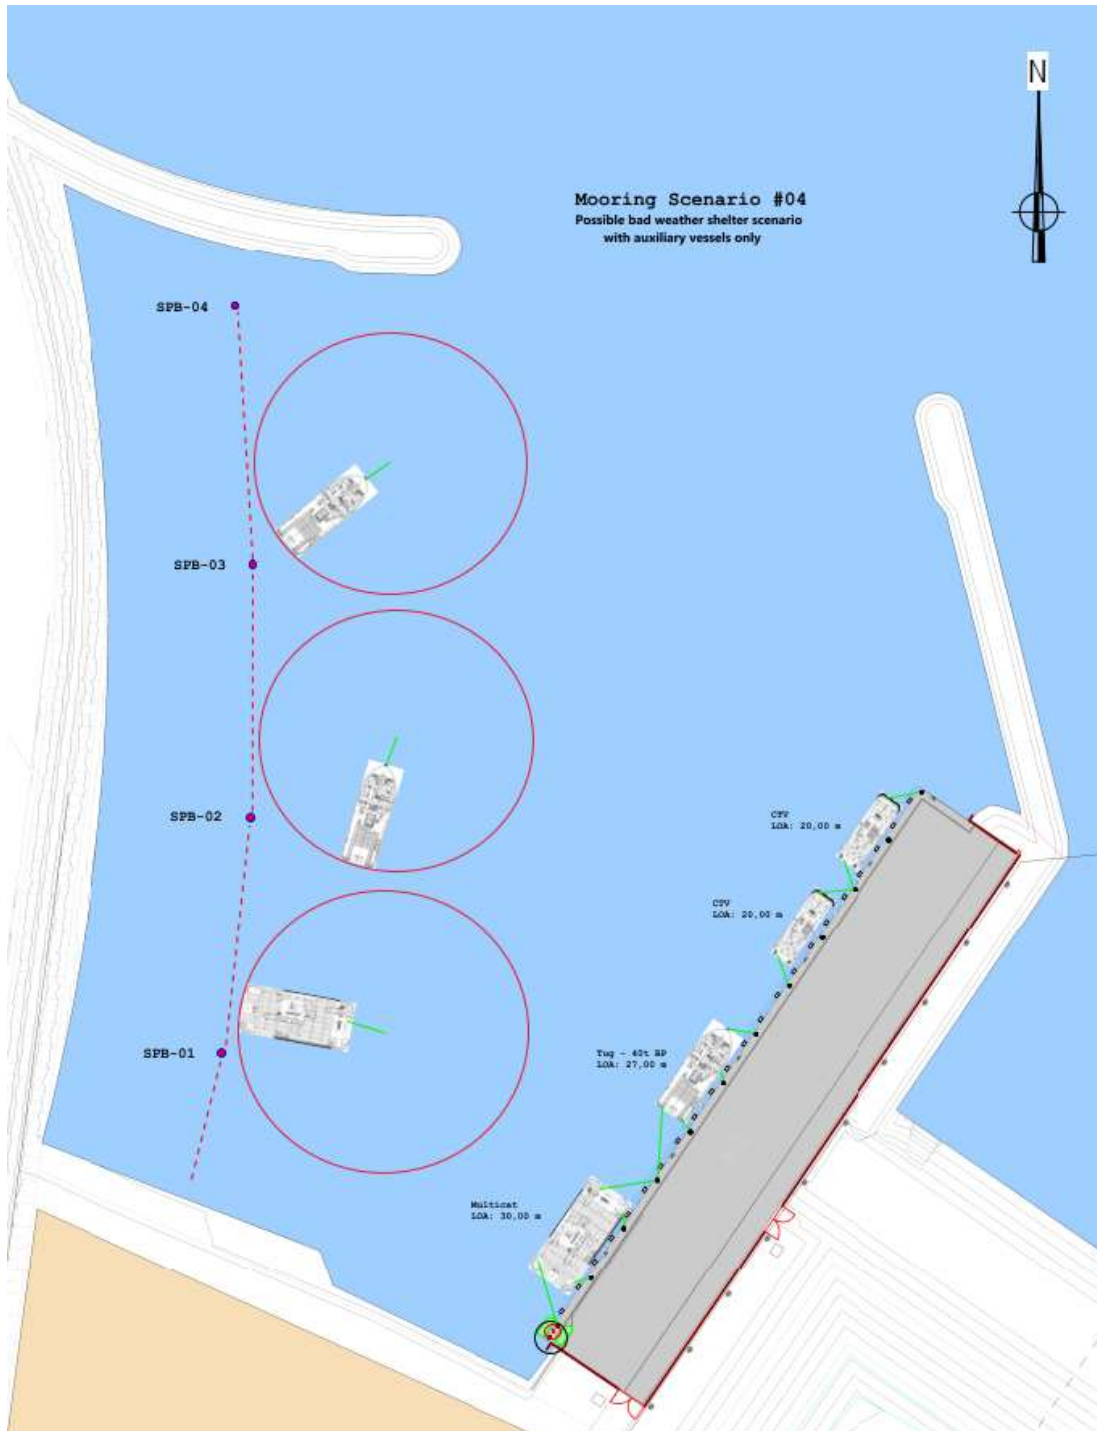 N
Mooring Scenario #04
Possible bad weather shelter scenario
with auxiliary vessels only
SPB-04
SPB-03
SPB-02
CTV
LOA: 20,00 m
CTV
LOA: 20,00 m
SPB-01
Tug - 40t BP
LOA: 27,00 m
Multicat
LOA: 30,00 m